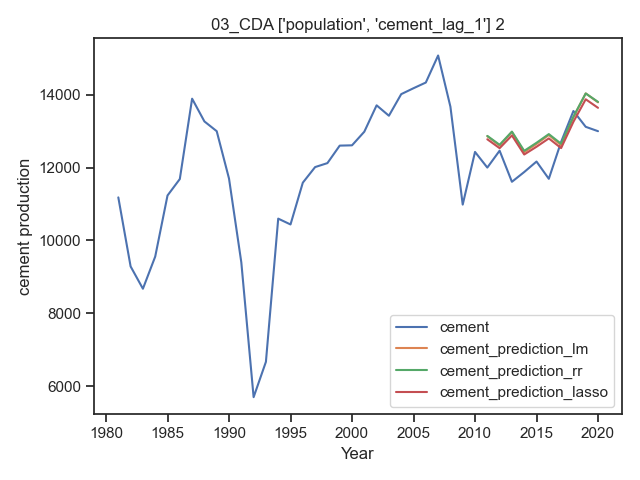 03_CDA ['population', 'cement_lag_1'] 2
cement production
14000
12000
10000
8000
6000
cement
cement_prediction_lm
cement_prediction_rr
cement_prediction_lasso
1980 1985 1990 1995 2000 2005 2010 2015 2020
Year